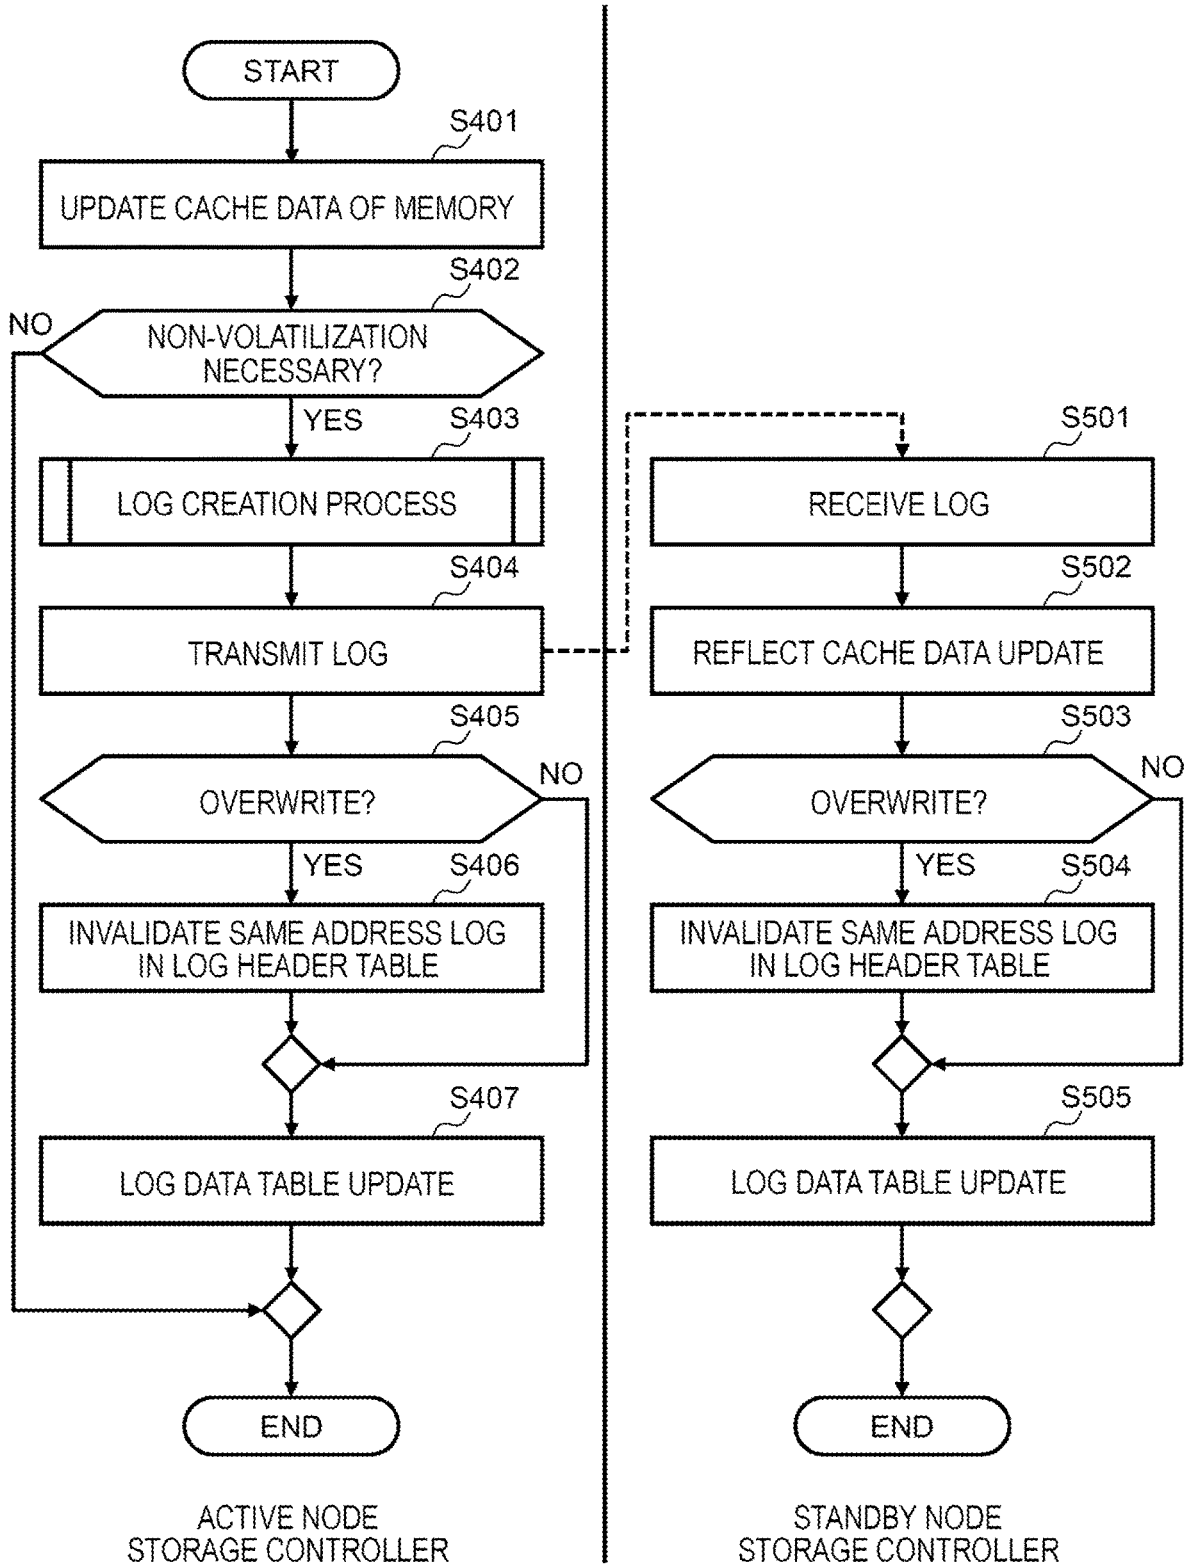 START
S401
UPDATE CACHE DATA OF MEMORY
S402
NO
NON-VOLATILIZATION
NECESSARY?
YES
S403
LOG CREATION PROCESS
S404
TRANSMIT LOG
S405
OVERWRITE?
NO
YES
S406
INVALIDATE SAME ADDRESS LOG
IN LOG HEADER TABLE
S407
LOG DATA TABLE UPDATE
END
ACTIVE NODE
STORAGE CONTROLLER
S501
RECEIVE LOG
S502
REFLECT CACHE DATA UPDATE
S503
OVERWRITE?
NO
YES
S504
INVALIDATE SAME ADDRESS LOG
IN LOG HEADER TABLE
S505
LOG DATA TABLE UPDATE
END
STANDBY NODE
STORAGE CONTROLLER